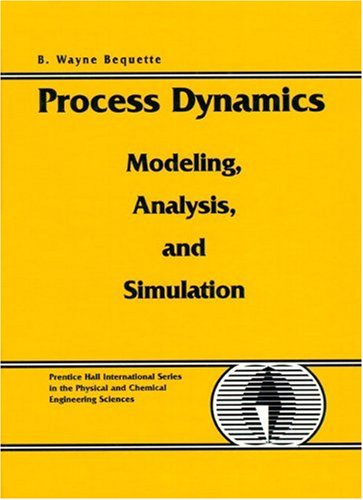 B. Wayne Bequette
Process Dynamics
Modeling,
Analysis,
and
Simulation
Prentice Hall International Series
in the Physical and Chemical
Engineering Sciences